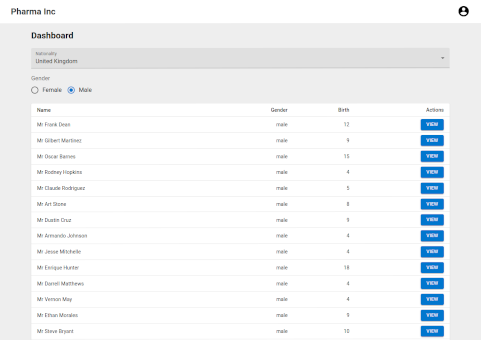 Pharma Inc
Dashboard
Nationality
United Kingdom
Gender
Female Male
Name Gender Birth Actions
Mr Frank Dean male 12 VIEW
Mr Gilbert Martinez male 9 VIEW
Mr Oscar Barnes male 15 VIEW
Mr Rodney Hopkins male 4 VIEW
Mr Claude Rodriguez male 5 VIEW
Mr Art Stone male 8 VIEW
Mr Dustin Cruz male 9 VIEW
Mr Armando Johnson male 4 VIEW
Mr Jesse Mitchelle male 4 VIEW
Mr Enrique Hunter male 18 VIEW
Mr Darrell Matthews male 4 VIEW
Mr Vernon May male 4 VIEW
Mr Ethan Morales male 9 VIEW
Mr Steve Bryant male 10 VIEW